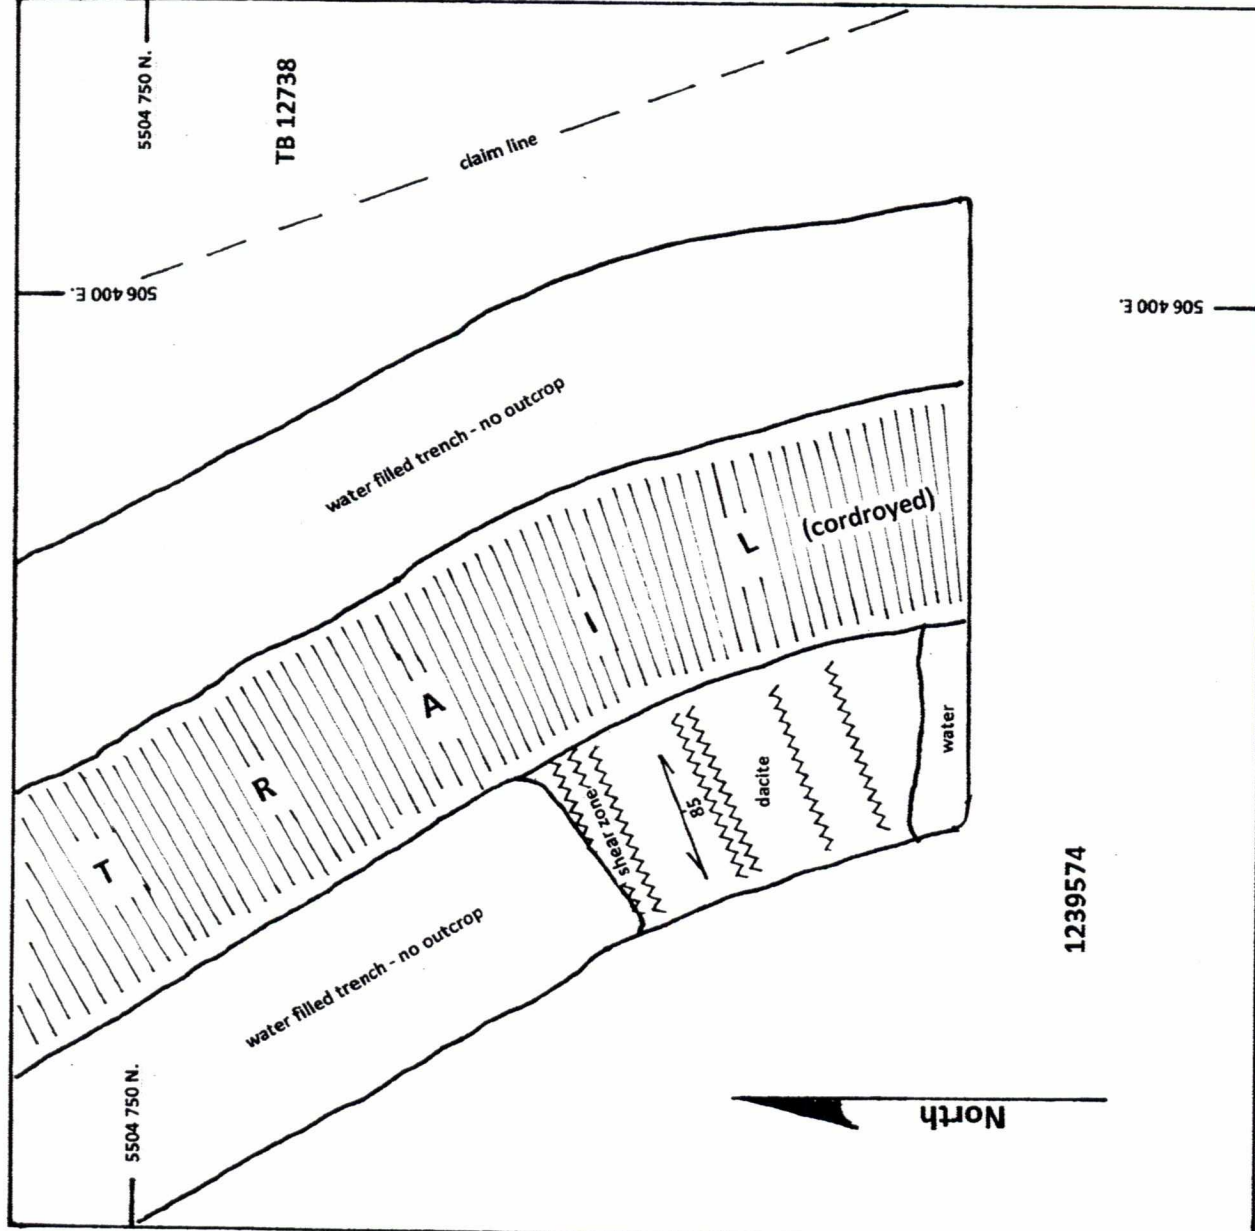 5504 750 N.
TB 12738
claim line
506 400 E.
506 400 E.
water filled trench - no outcrop
T R A I L (cordroyed)
water filled trench - no outcrop
shear zone
85
dacite
water
5504 750 N.
1239574
North